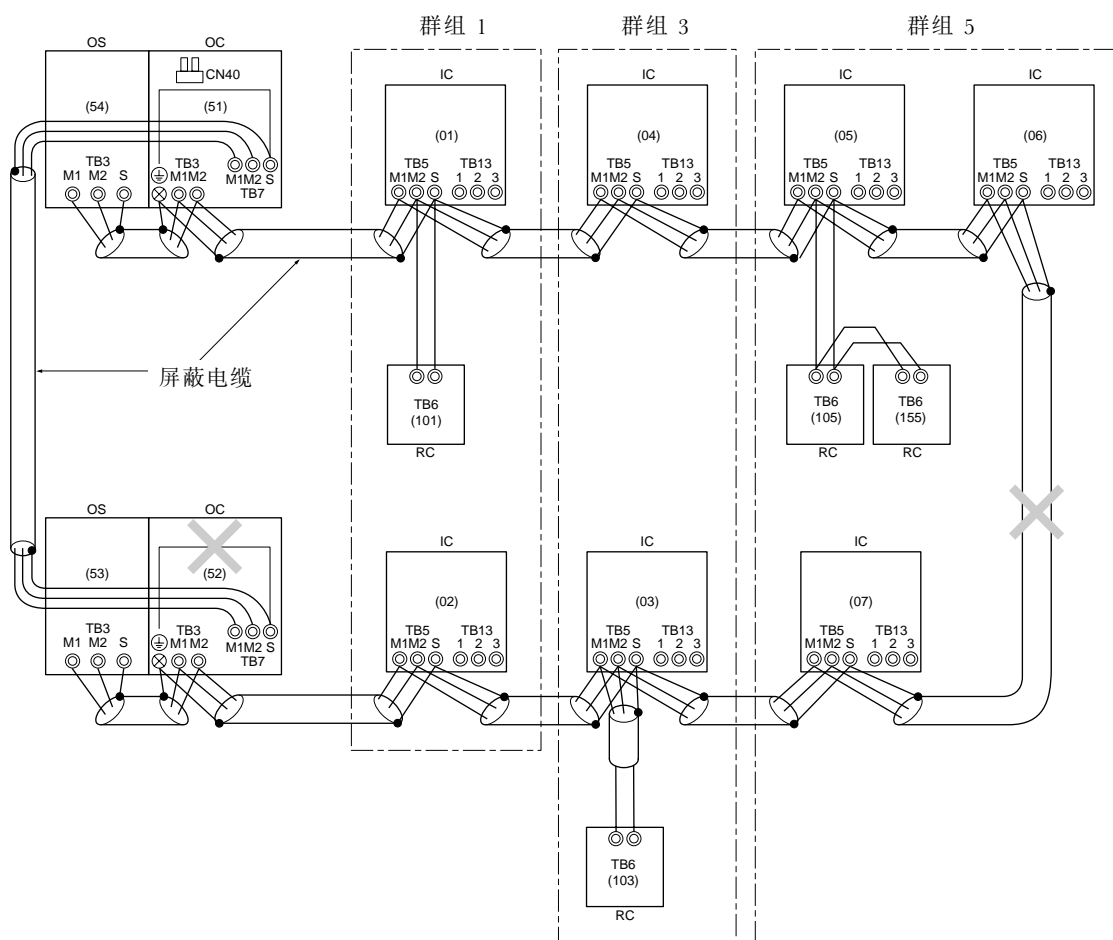 群组 1
群组 3
群组 5
OS
OC
IC
IC
IC
IC
CN40
(54)
(51)
(01)
(04)
(05)
(06)
TB3
M1 M2 S
TB3
M1M2
M1M2 S
TB7
TB5 TB13
M1M2 S 1 2 3
TB5 TB13
M1M2 S 1 2 3
TB5 TB13
M1M2 S 1 2 3
TB5 TB13
M1M2 S 1 2 3
屏蔽电缆
TB6
(101)
RC
TB6
(105)
RC
TB6
(155)
RC
OS
OC
IC
IC
IC
(53)
(52)
(02)
(03)
(07)
TB3
M1 M2 S
TB3
M1M2
M1M2 S
TB7
TB5 TB13
M1M2 S 1 2 3
TB5 TB13
M1M2 S 1 2 3
TB5 TB13
M1M2 S 1 2 3
TB6
(103)
RC